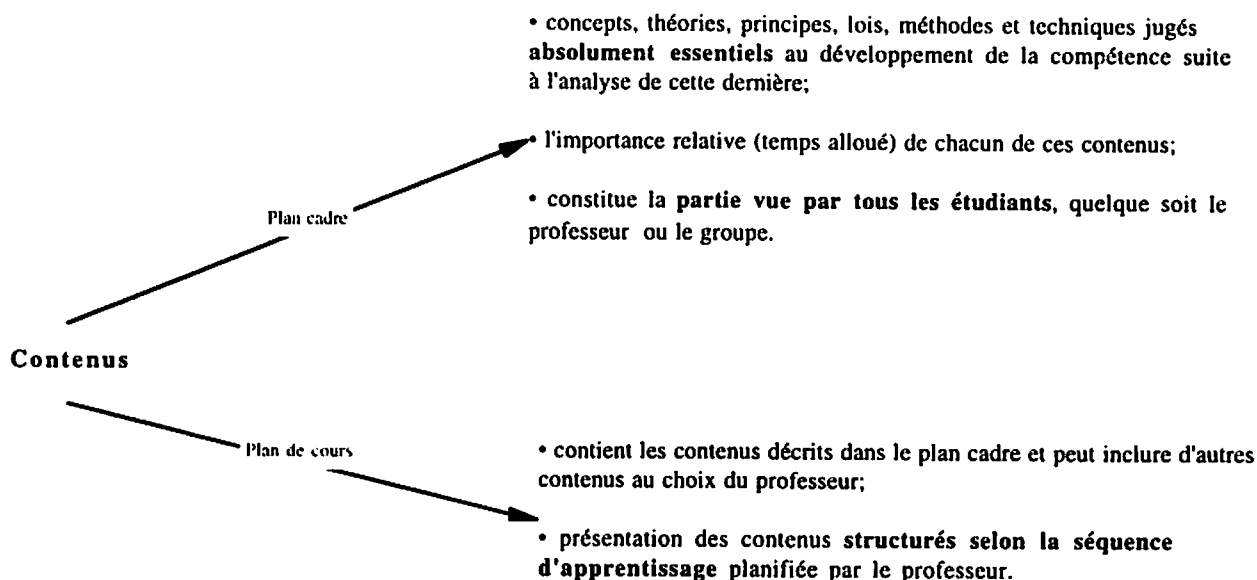 • concepts, théories, principes, lois, méthodes et techniques jugés
absolument essentiels au développement de la compétence suite
à l'analyse de cette dernière;
• l'importance relative (temps alloué) de chacun de ces contenus;
• constitue la partie vue par tous les étudiants, quelque soit le
professeur ou le groupe.
Plan cadre
Contenus
Plan de cours
• contient les contenus décrits dans le plan cadre et peut inclure d'autres
contenus au choix du professeur;
• présentation des contenus structurés selon la séquence
d'apprentissage planifiée par le professeur.